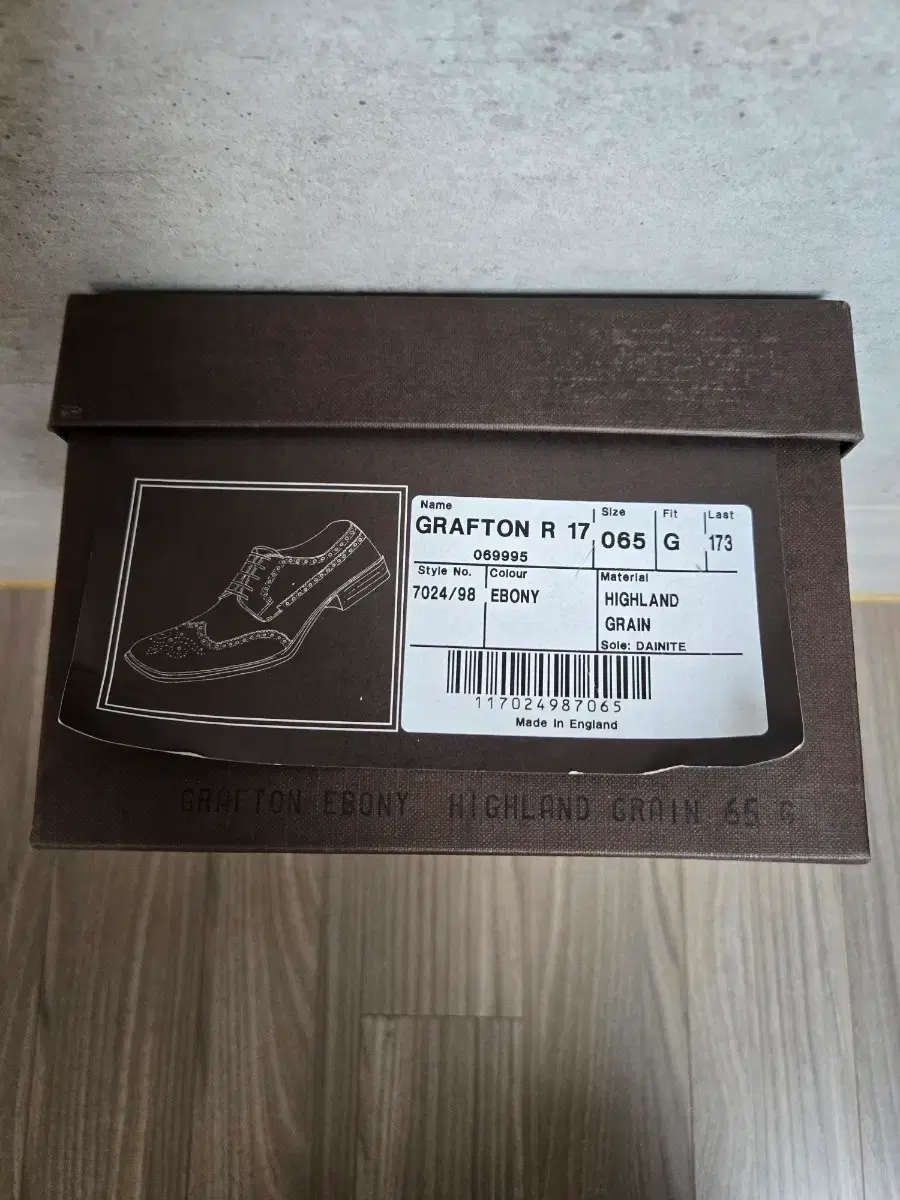 Name
GRAFTON R 17
069995
Size
065
Fit
G
Last
173
Style No.
7024/98
Colour
EBONY
Material
HIGHLAND
GRAIN
Sole: DAINITE
117024987065
Made in England
GRAFTON EBONY HIGHLAND GRAIN 65 G